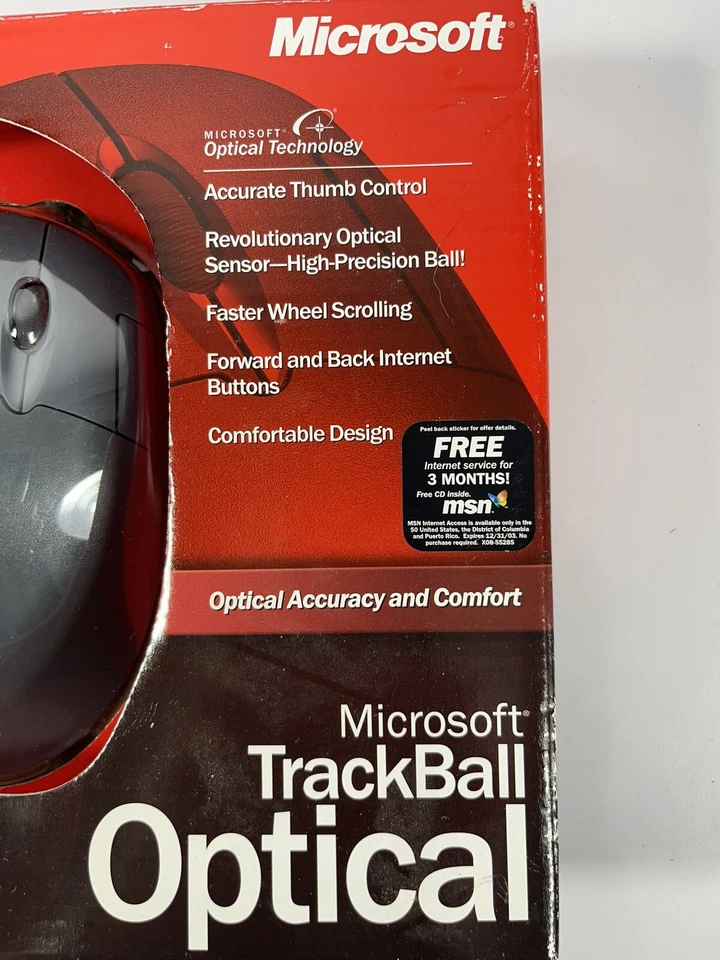 Microsoft®
MICROSOFT®
Optical Technology
Accurate Thumb Control
Revolutionary Optical
Sensor—High-Precision Ball!
Faster Wheel Scrolling
Forward and Back Internet
Buttons
Comfortable Design
Peel back sticker for offer details.
FREE
Internet service for
3 MONTHS!
Free CD Inside.
msn
MSN Internet Access is available only in the
50 United States, the District of Columbia
and Puerto Rico. Expires 12/31/03. No
purchase required. X08-55285
Optical Accuracy and Comfort
Microsoft®
TrackBall
Optical